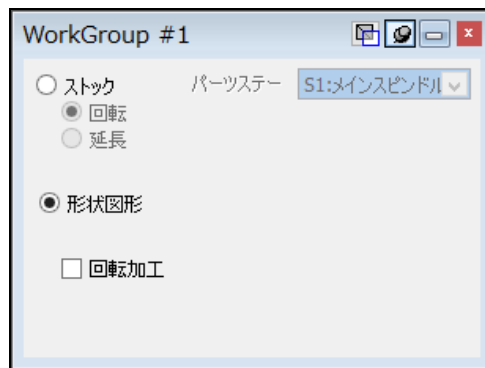 WorkGroup #1
ストック パーツステー S1:メインスピンドル
回転
延長
形状図形
回転加工